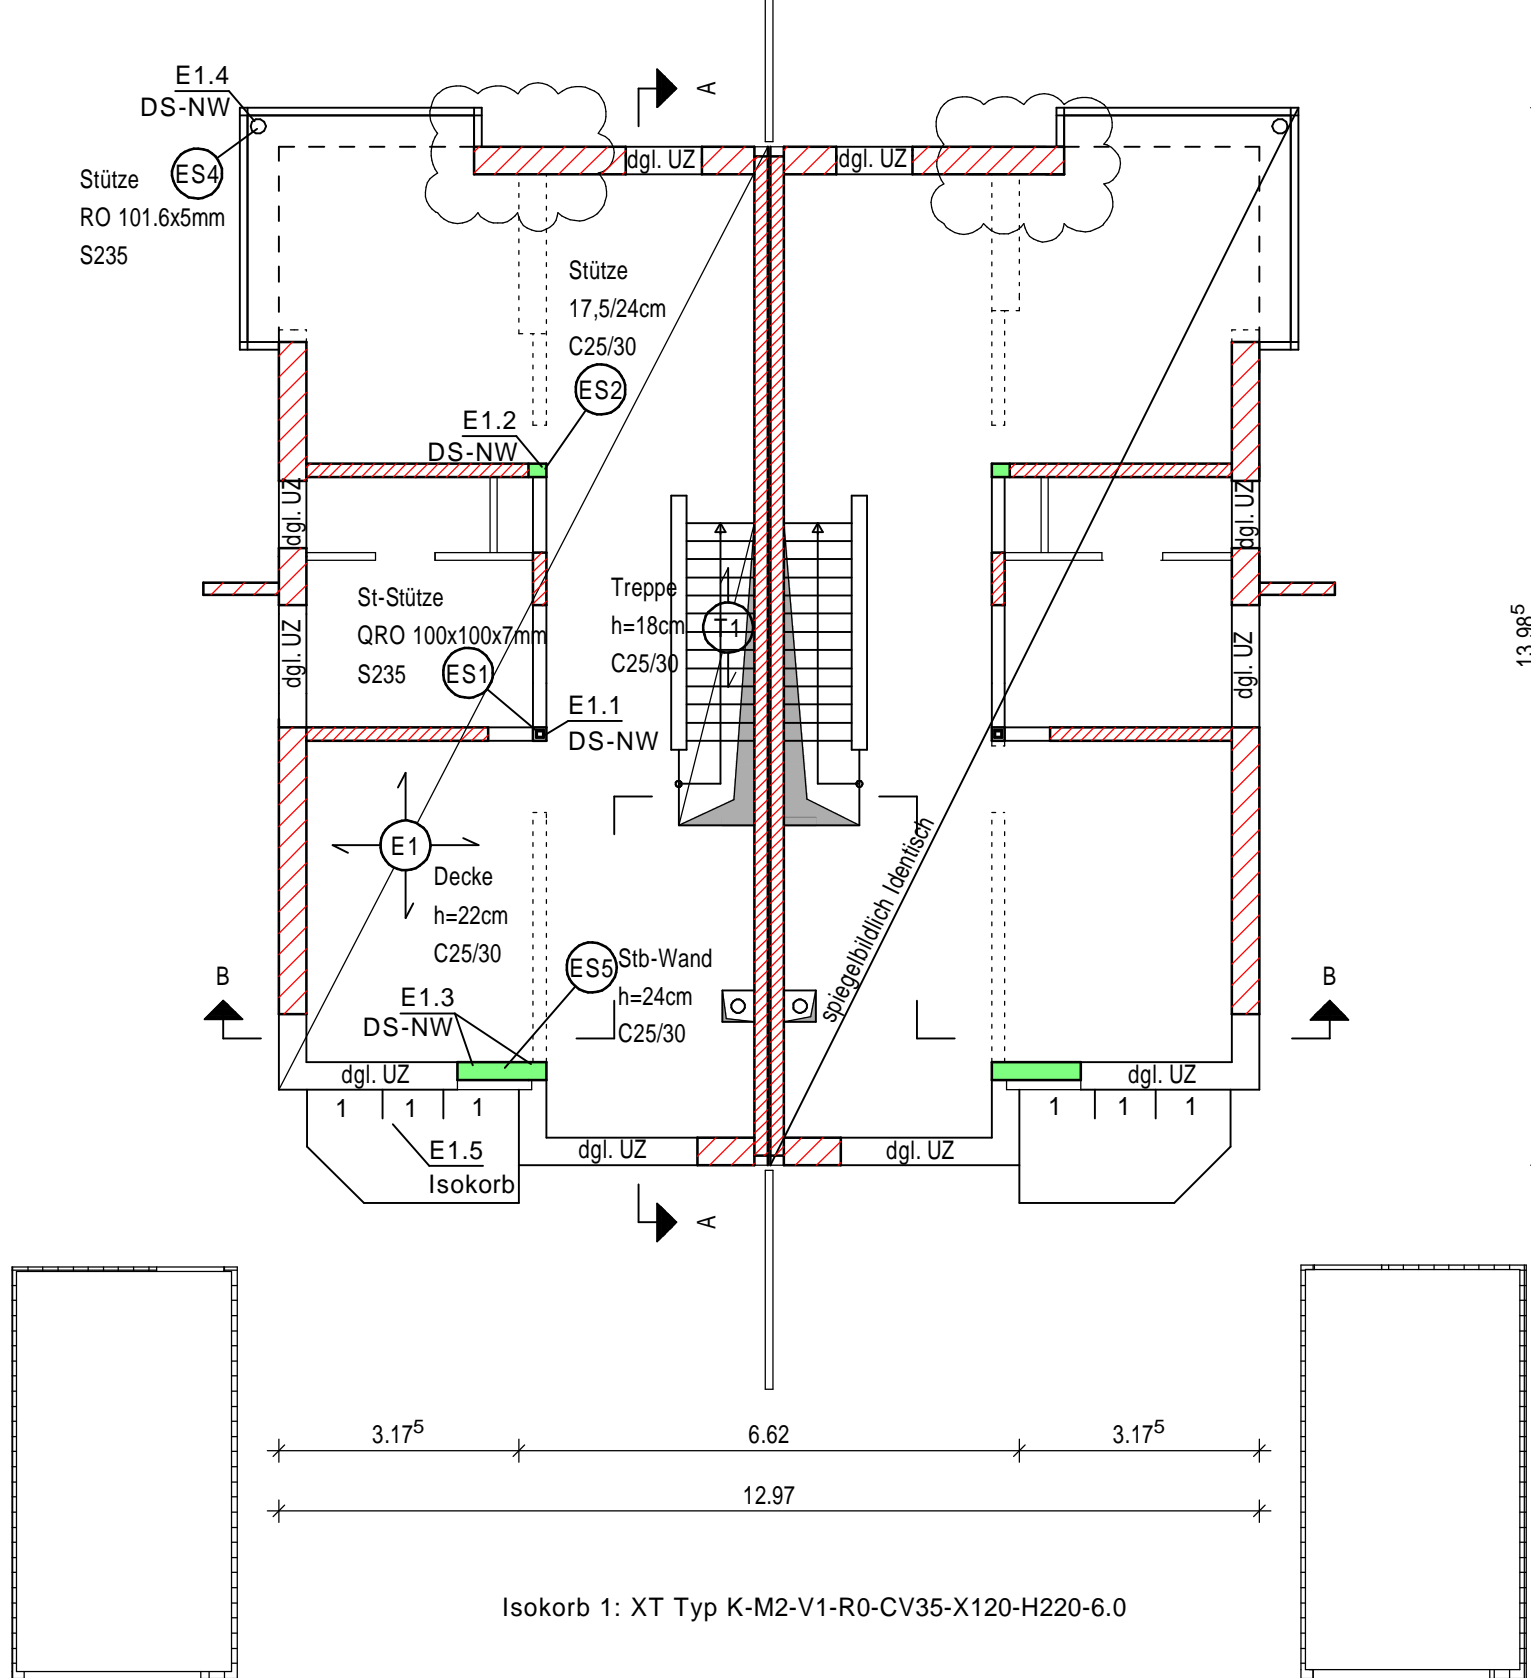 E1.4
DS-NW
A
dgl. UZ
dgl. UZ
ES4
Stütze
RO 101.6x5mm
S235
Stütze
17,5/24cm
C25/30
ES2
E1.2
DS-NW
dgl. UZ
dgl. UZ
St-Stütze
QRO 100x100x7mm
S235
ES1
Treppe
h=18cm
C25/30
T1
13.98⁵
dgl. UZ
dgl. UZ
E1.1
DS-NW
E1
Decke
h=22cm
C25/30
spiegelbildlich Identisch
ES5
Stb-Wand
h=24cm
C25/30
B
B
E1.3
DS-NW
dgl. UZ
dgl. UZ
1 1 1
1 1 1
E1.5
Isokorb
dgl. UZ
dgl. UZ
A
3.17⁵ 6.62 3.17⁵
12.97
Isokorb 1: XT Typ K-M2-V1-R0-CV35-X120-H220-6.0